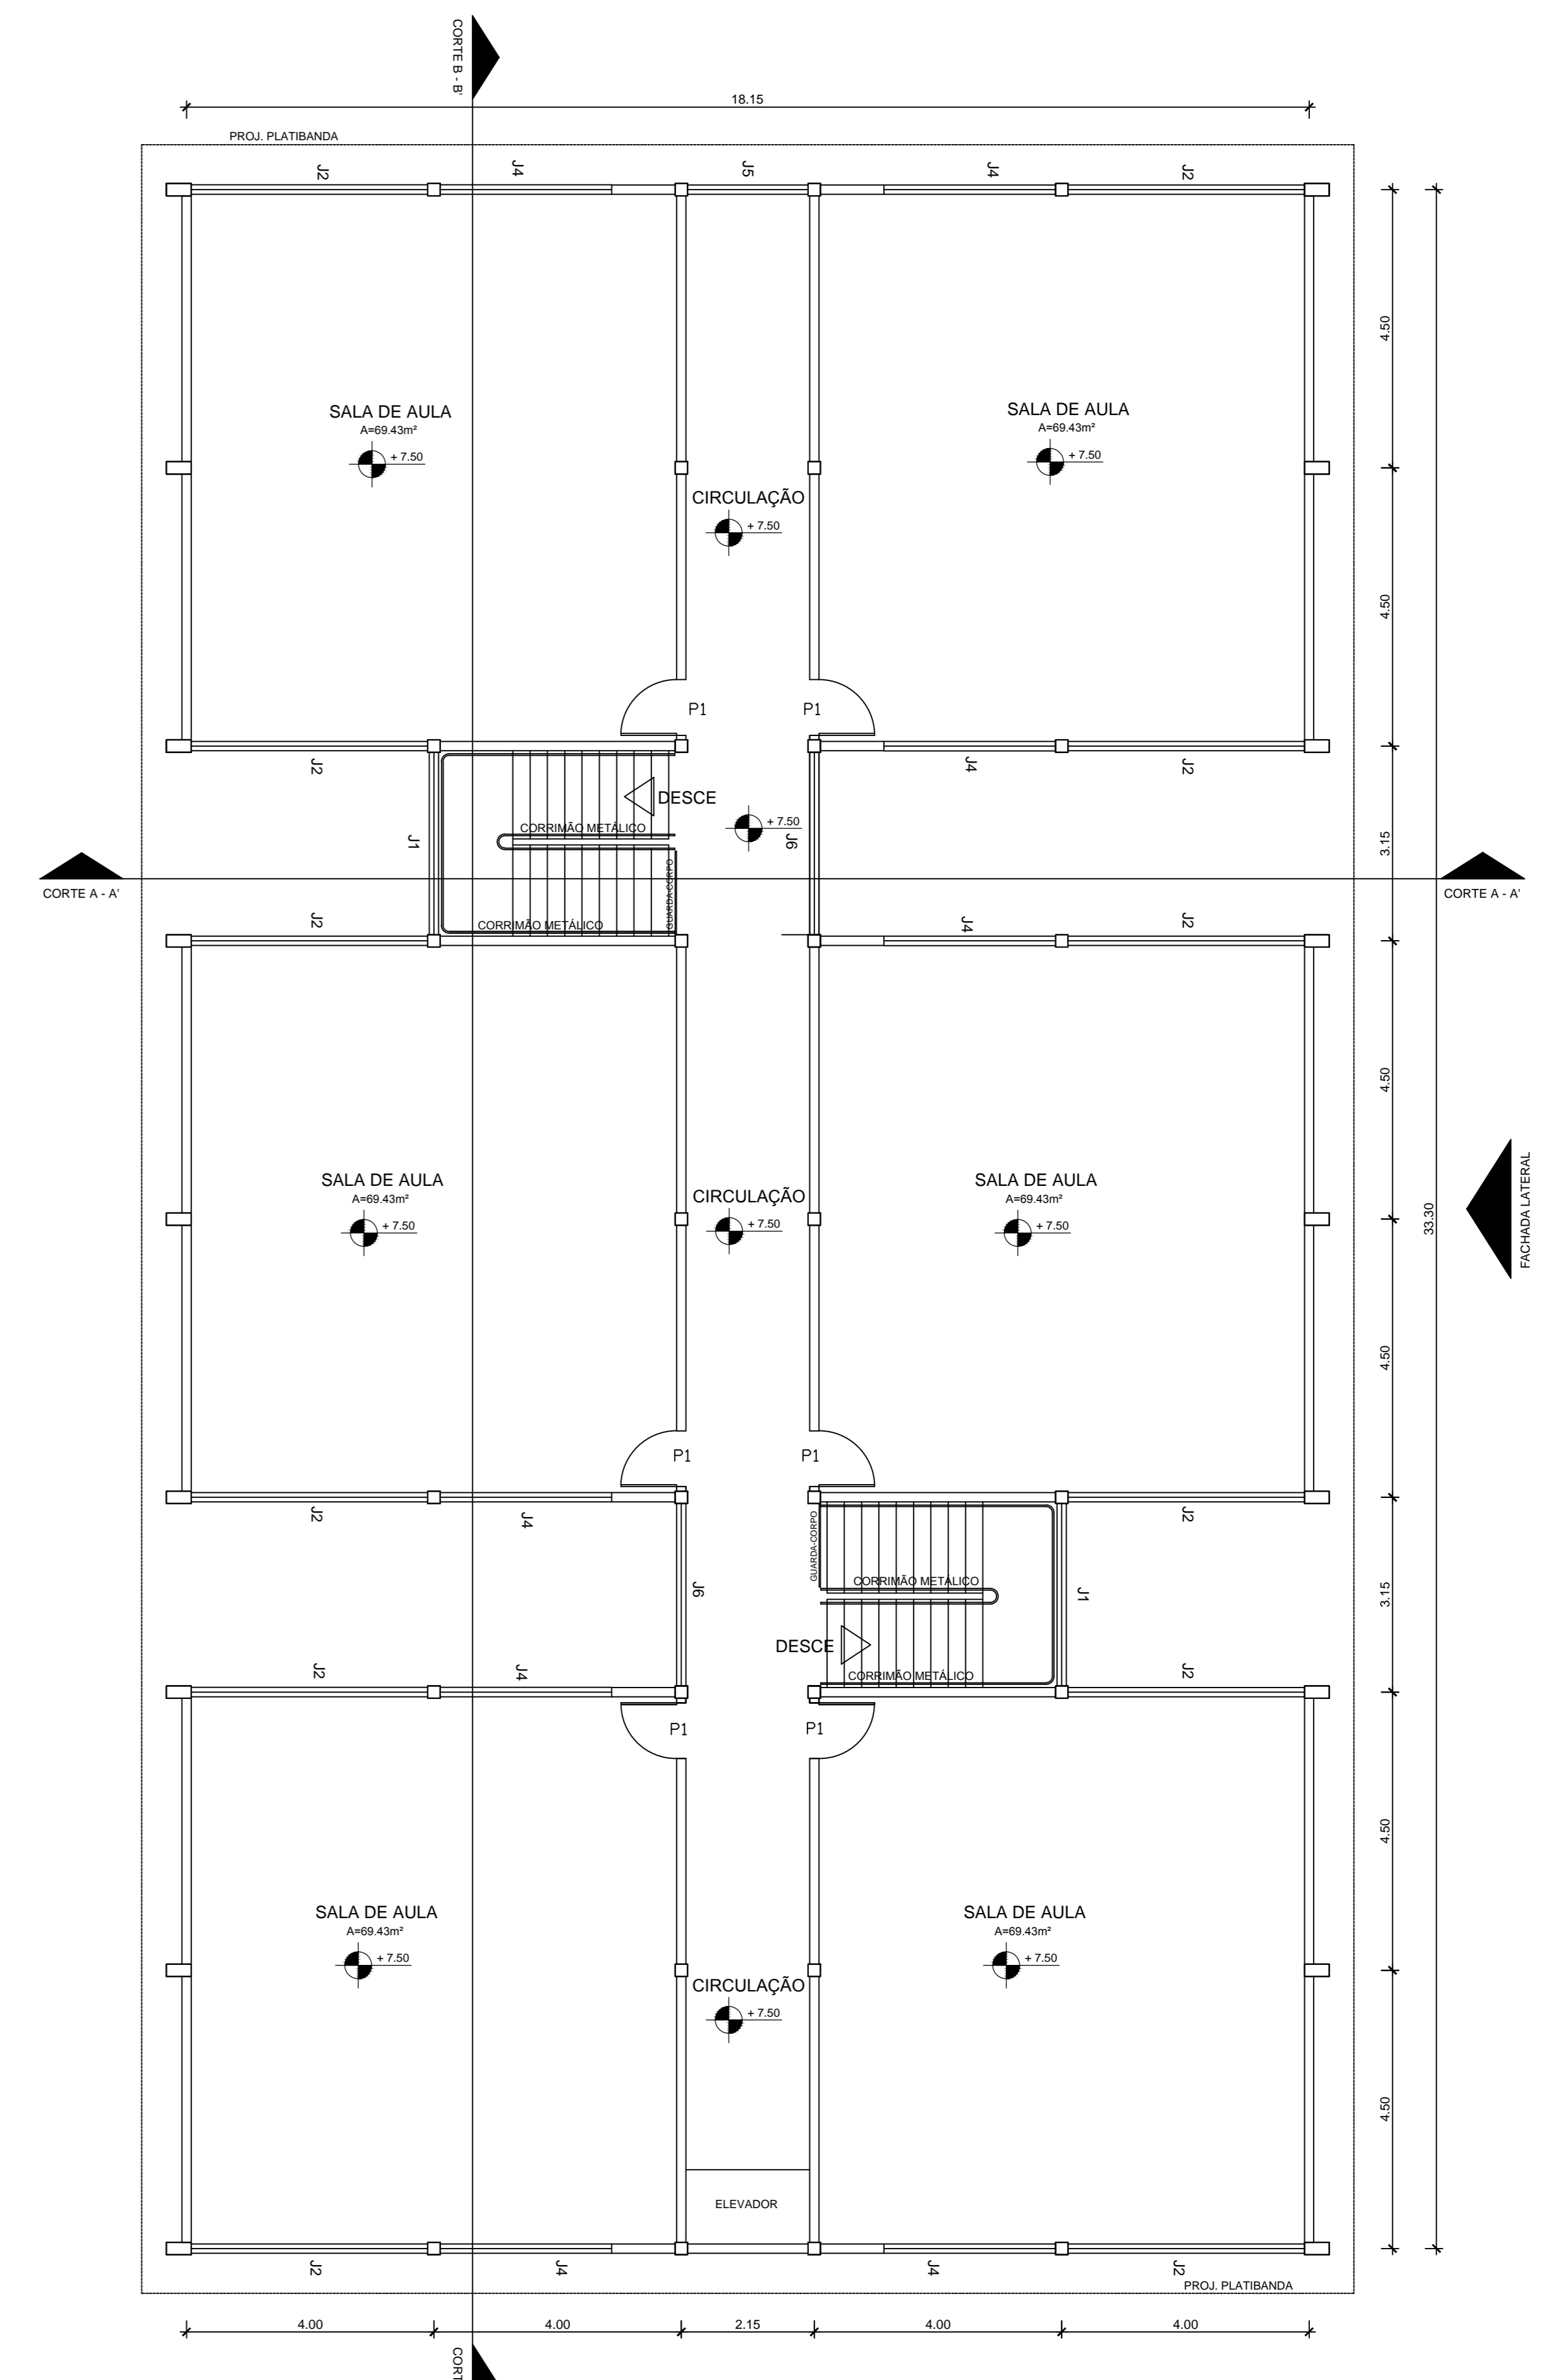 CORTE B - B'
18.15
PROJ. PLATIBANDA
J2
J4
J5
J4
J2
4.50
SALA DE AULA
A=69.43m²
+ 7.50
SALA DE AULA
A=69.43m²
+ 7.50
CIRCULAÇÃO
+ 7.50
4.50
P1
P1
J2
J4
J2
DESCE
CORRIMÃO METÁLICO
+ 7.50
J6
J1
3.15
GUARDA-CORPO
CORTE A - A'
CORTE A - A'
J2
CORRIMÃO METÁLICO
J4
J2
4.50
SALA DE AULA
A=69.43m²
+ 7.50
CIRCULAÇÃO
+ 7.50
SALA DE AULA
A=69.43m²
+ 7.50
33.30
FACHADA LATERAL
4.50
P1
P1
J2
J4
J2
GUARDA-CORPO
CORRIMÃO METÁLICO
J6
J1
3.15
DESCE
CORRIMÃO METÁLICO
J2
J4
J2
P1
P1
4.50
SALA DE AULA
A=69.43m²
+ 7.50
SALA DE AULA
A=69.43m²
+ 7.50
CIRCULAÇÃO
+ 7.50
4.50
ELEVADOR
J2
J4
J4
J2
PROJ. PLATIBANDA
4.00
4.00
2.15
4.00
4.00
CORT